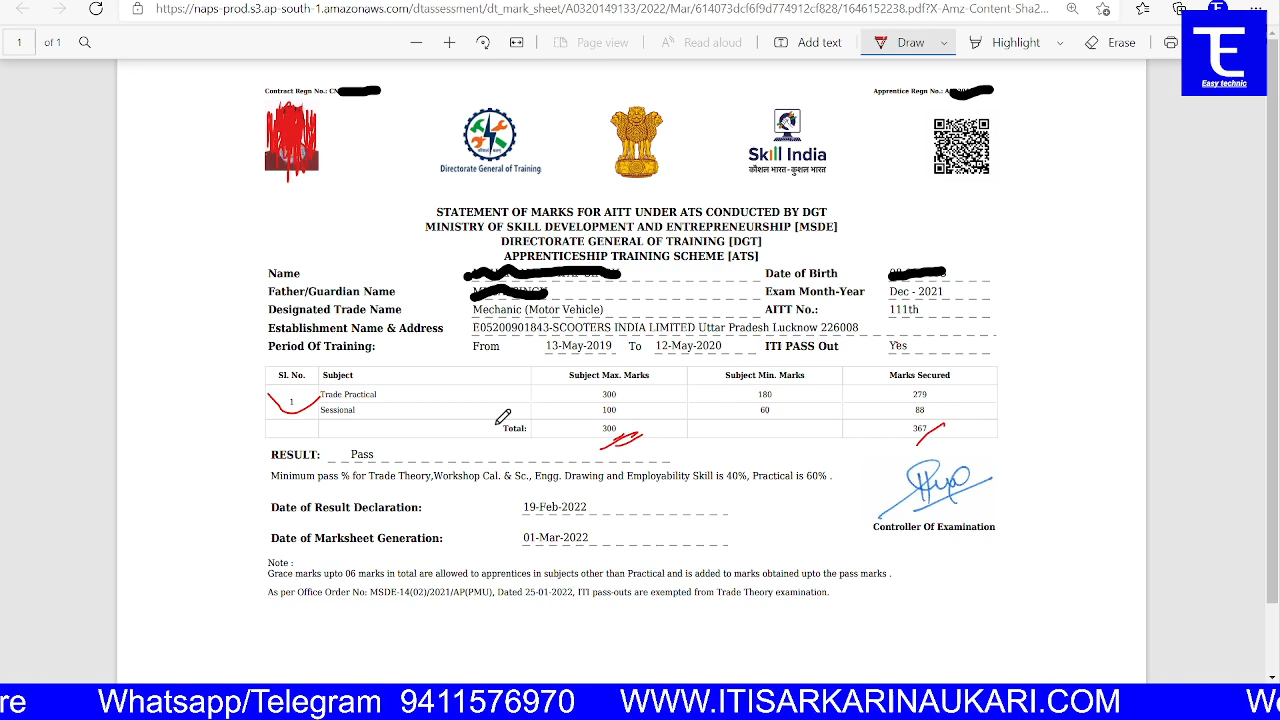 https://naps-prod.s3.ap-south-1.amazonaws.com/dtassessment/dt_mark_sheet/A0320149133/2022/Mar/614073dcf6f9d774912cf828/1646152238.pdf?X-Amz-Content-Sha2...
1 of 1 Page view Read aloud Add text Draw Highlight Erase
Easy technic
Contract Regn No.:
Apprentice Regn No.:
Directorate General of Training
Skill India
कौशल भारत-कुशल भारत
STATEMENT OF MARKS FOR AITT UNDER ATS CONDUCTED BY DGT
MINISTRY OF SKILL DEVELOPMENT AND ENTREPRENEURSHIP [MSDE]
DIRECTORATE GENERAL OF TRAINING [DGT]
APPRENTICESHIP TRAINING SCHEME [ATS]
Name Date of Birth
Father/Guardian Name Exam Month-Year Dec - 2021
Designated Trade Name Mechanic (Motor Vehicle) AITT No.: 111th
Establishment Name & Address E05200901843-SCOOTERS INDIA LIMITED Uttar Pradesh Lucknow 226008
Period Of Training: From 13-May-2019 To 12-May-2020 ITI PASS Out Yes
Sl. No. Subject Subject Max. Marks Subject Min. Marks Marks Secured
1 Trade Practical 300 180 279
Sessional 100 60 88
Total: 300 367
RESULT: Pass
Minimum pass % for Trade Theory,Workshop Cal. & Sc., Engg. Drawing and Employability Skill is 40%, Practical is 60% .
Date of Result Declaration: 19-Feb-2022
Controller Of Examination
Date of Marksheet Generation: 01-Mar-2022
Note :
Grace marks upto 06 marks in total are allowed to apprentices in subjects other than Practical and is added to marks obtained upto the pass marks .
As per Office Order No: MSDE-14(02)/2021/AP(PMU), Dated 25-01-2022, ITI pass-outs are exempted from Trade Theory examination.
re Whatsapp/Telegram 9411576970 WWW.ITISARKARINAUKARI.COM W